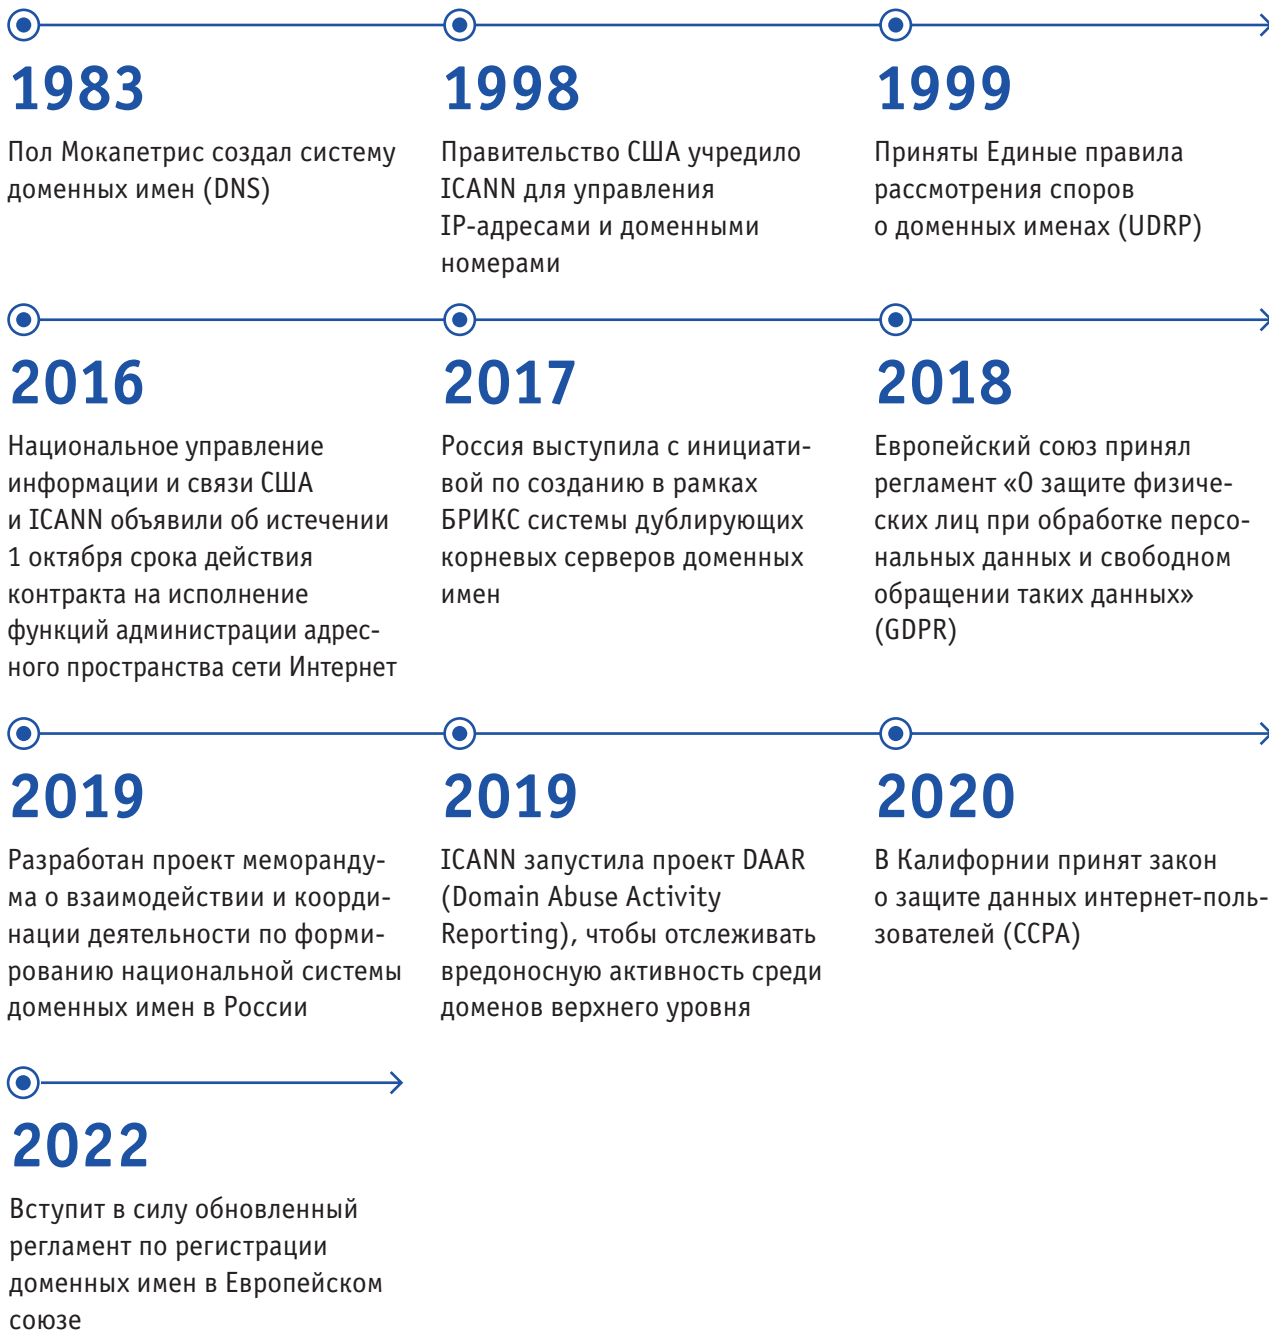 1983
Пол Мокапетрис создал систему
доменных имен (DNS)
1998
Правительство США учредило
ICANN для управления
IP-адресами и доменными
номерами
1999
Приняты Единые правила
рассмотрения споров
о доменных именах (UDRP)
2016
Национальное управление
информации и связи США
и ICANN объявили об истечении
1 октября срока действия
контракта на исполнение
функций администрации адрес-
ного пространства сети Интернет
2017
Россия выступила с инициати-
вой по созданию в рамках
БРИКС системы дублирующих
корневых серверов доменных
имен
2018
Европейский союз принял
регламент «О защите физиче-
ских лиц при обработке персо-
нальных данных и свободном
обращении таких данных»
(GDPR)
2019
Разработан проект меморанду-
ма о взаимодействии и коорди-
нации деятельности по форми-
рованию национальной системы
доменных имен в России
2019
ICANN запустила проект DAAR
(Domain Abuse Activity
Reporting), чтобы отслеживать
вредоносную активность среди
доменов верхнего уровня
2020
В Калифорнии принят закон
о защите данных интернет-поль-
зователей (CCPA)
2022
Вступит в силу обновленный
регламент по регистрации
доменных имен в Европейском
союзе